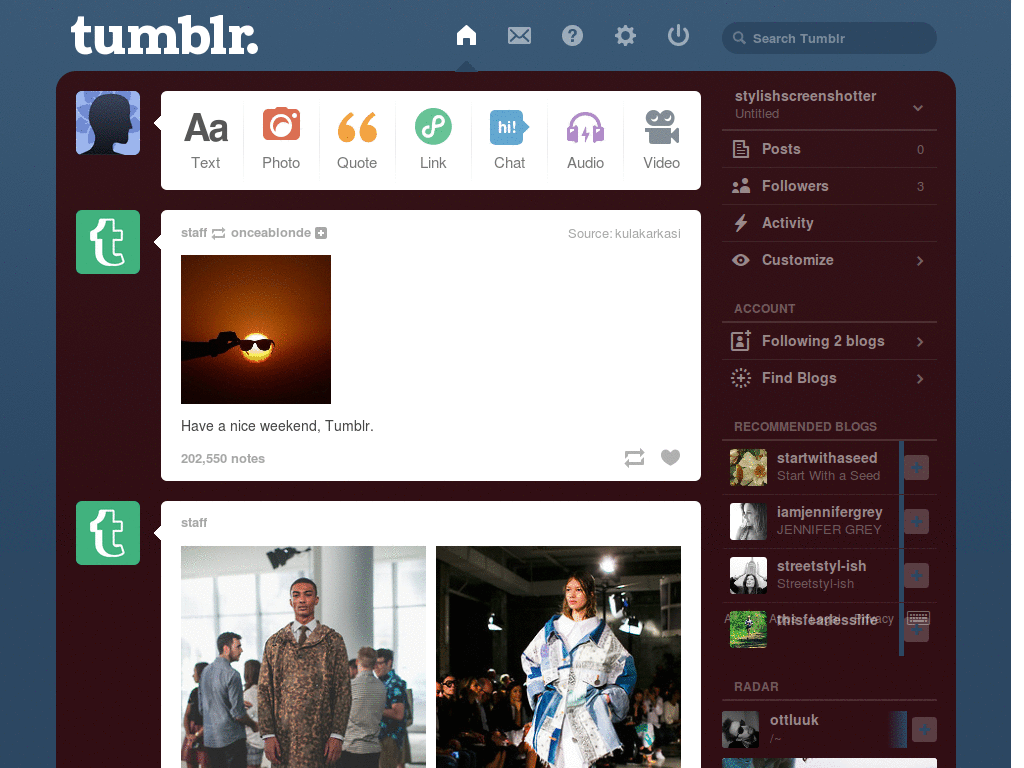 tumblr.
Search Tumblr
Aa
hi!
Text
Photo
Quote
Link
Chat
Audio
Video
stylishscreenshotter
Untitled
Posts 0
Followers 3
Activity
Customize
ACCOUNT
Following 2 blogs
Find Blogs
RECOMMENDED BLOGS
startwithaseed
Start With a Seed
iamjennifergrey
JENNIFER GREY
streetstyl-ish
Streetstyl-ish
thisfearlesslife
Privacy
RADAR
ottluuk
/~
t
staff onceablonde
Source: kulakarkasi
Have a nice weekend, Tumblr.
202,550 notes
t
staff